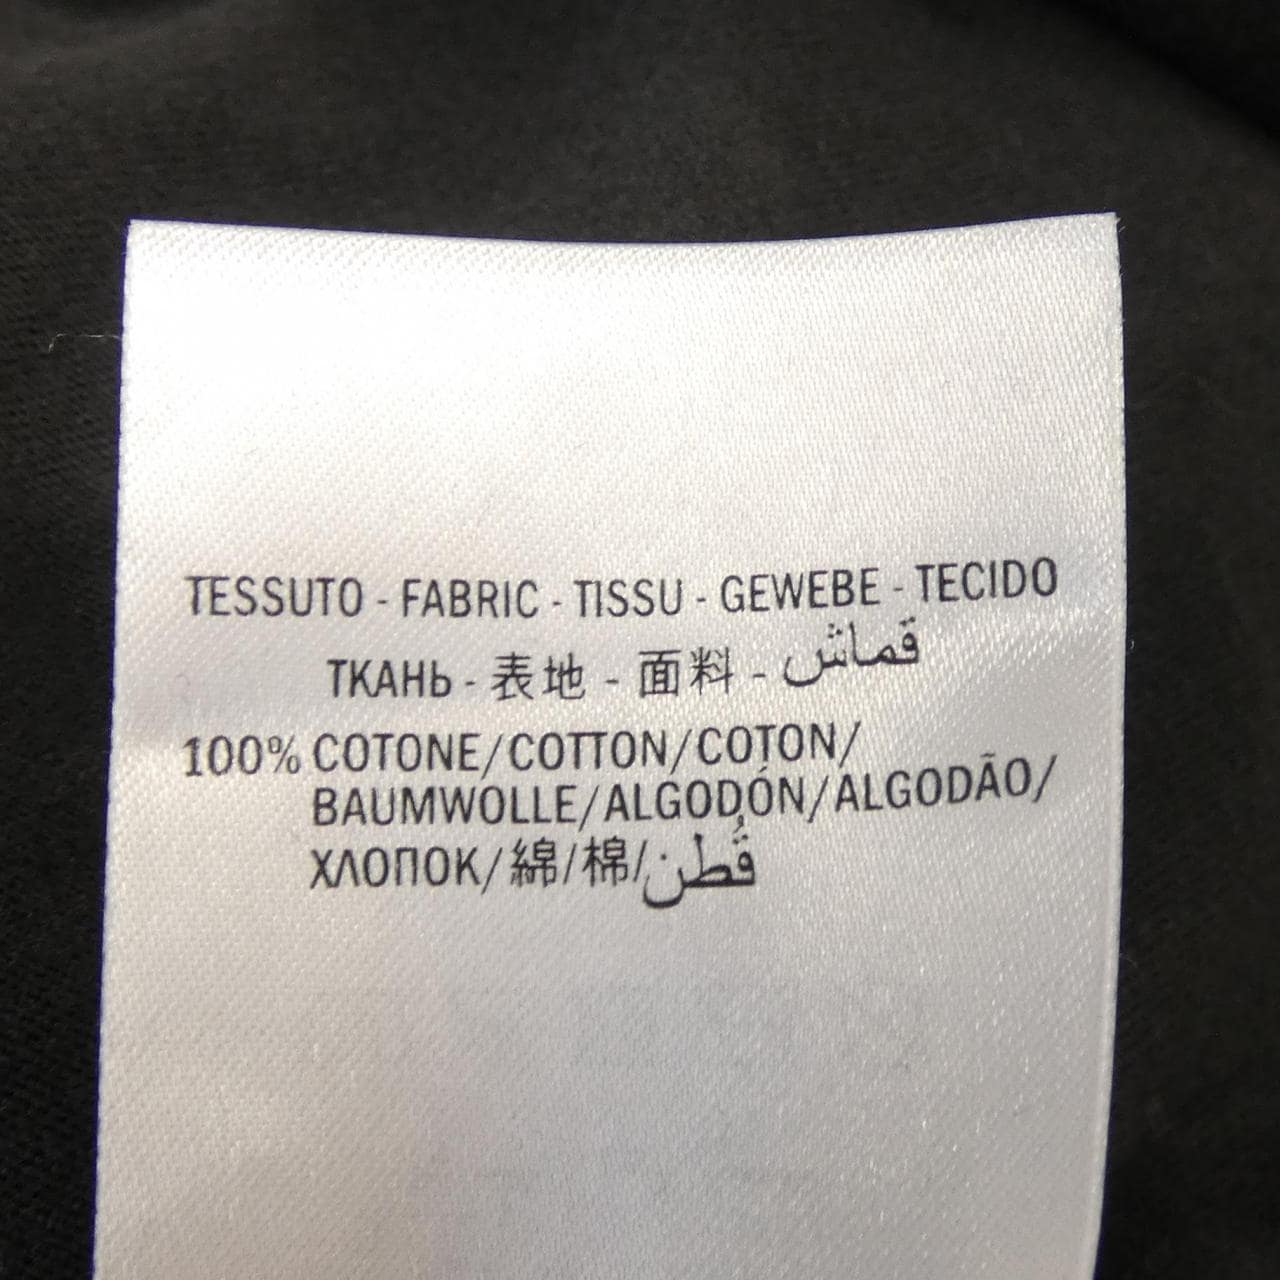 TESSUTO - FABRIC - TISSU - GEWEBE - TECIDO
ТКАНЬ - 表地 - 面料 - قماش
100% COTONE/COTTON/COTON/
BAUMWOLLE/ALGODÓN/ALGODÃO/
ХЛОПОК/綿/棉/قُطن